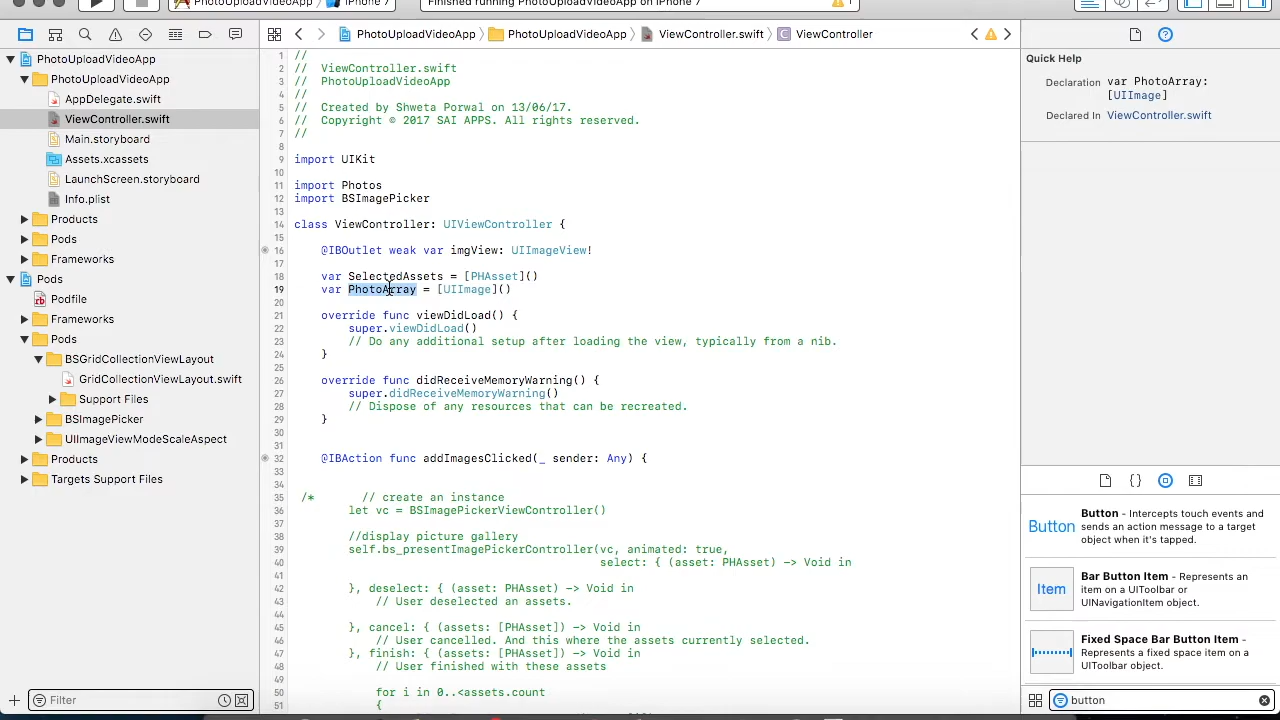 PhotoUploadVideoApp iPhone 7
Finished running PhotoUploadVideoApp on iPhone 7
PhotoUploadVideoApp
PhotoUploadVideoApp
ViewController.swift
ViewController
PhotoUploadVideoApp
PhotoUploadVideoApp
AppDelegate.swift
ViewController.swift
Main.storyboard
Assets.xcassets
LaunchScreen.storyboard
Info.plist
Products
Pods
Frameworks
Pods
Podfile
Frameworks
Pods
BSGridCollectionViewLayout
GridCollectionViewLayout.swift
Support Files
BSImagePicker
UIImageViewModeScaleAspect
Products
Targets Support Files
Filter
1 //
2 // ViewController.swift
3 // PhotoUploadVideoApp
4 //
5 // Created by Shweta Porwal on 13/06/17.
6 // Copyright © 2017 SAI APPS. All rights reserved.
7 //
8
9 import UIKit
10
11 import Photos
12 import BSImagePicker
13
14 class ViewController: UIViewController {
15
16 @IBOutlet weak var imgView: UIImageView!
17
18 var SelectedAssets = [PHAsset]()
19 var PhotoArray = [UIImage]()
20
21 override func viewDidLoad() {
22 super.viewDidLoad()
23 // Do any additional setup after loading the view, typically from a nib.
24 }
25
26 override func didReceiveMemoryWarning() {
27 super.didReceiveMemoryWarning()
28 // Dispose of any resources that can be recreated.
29 }
30
31
32 @IBAction func addImagesClicked(_ sender: Any) {
33
34
35 /* // create an instance
36 let vc = BSImagePickerViewController()
37
38 //display picture gallery
39 self.bs_presentImagePickerController(vc, animated: true,
40 select: { (asset: PHAsset) -> Void in
41
42 }, deselect: { (asset: PHAsset) -> Void in
43 // User deselected an assets.
44
45 }, cancel: { (assets: [PHAsset]) -> Void in
46 // User cancelled. And this where the assets currently selected.
47 }, finish: { (assets: [PHAsset]) -> Void in
48 // User finished with these assets
49
50 for i in 0..<assets.count
51 {
Quick Help
Declaration var PhotoArray:
[UIImage]
Declared In ViewController.swift
Button
Button - Intercepts touch events and
sends an action message to a target
object when it's tapped.
Item
Bar Button Item - Represents an
item on a UIToolbar or
UINavigationItem object.
Fixed Space Bar Button Item -
Represents a fixed space item on a
UIToolbar object.
button